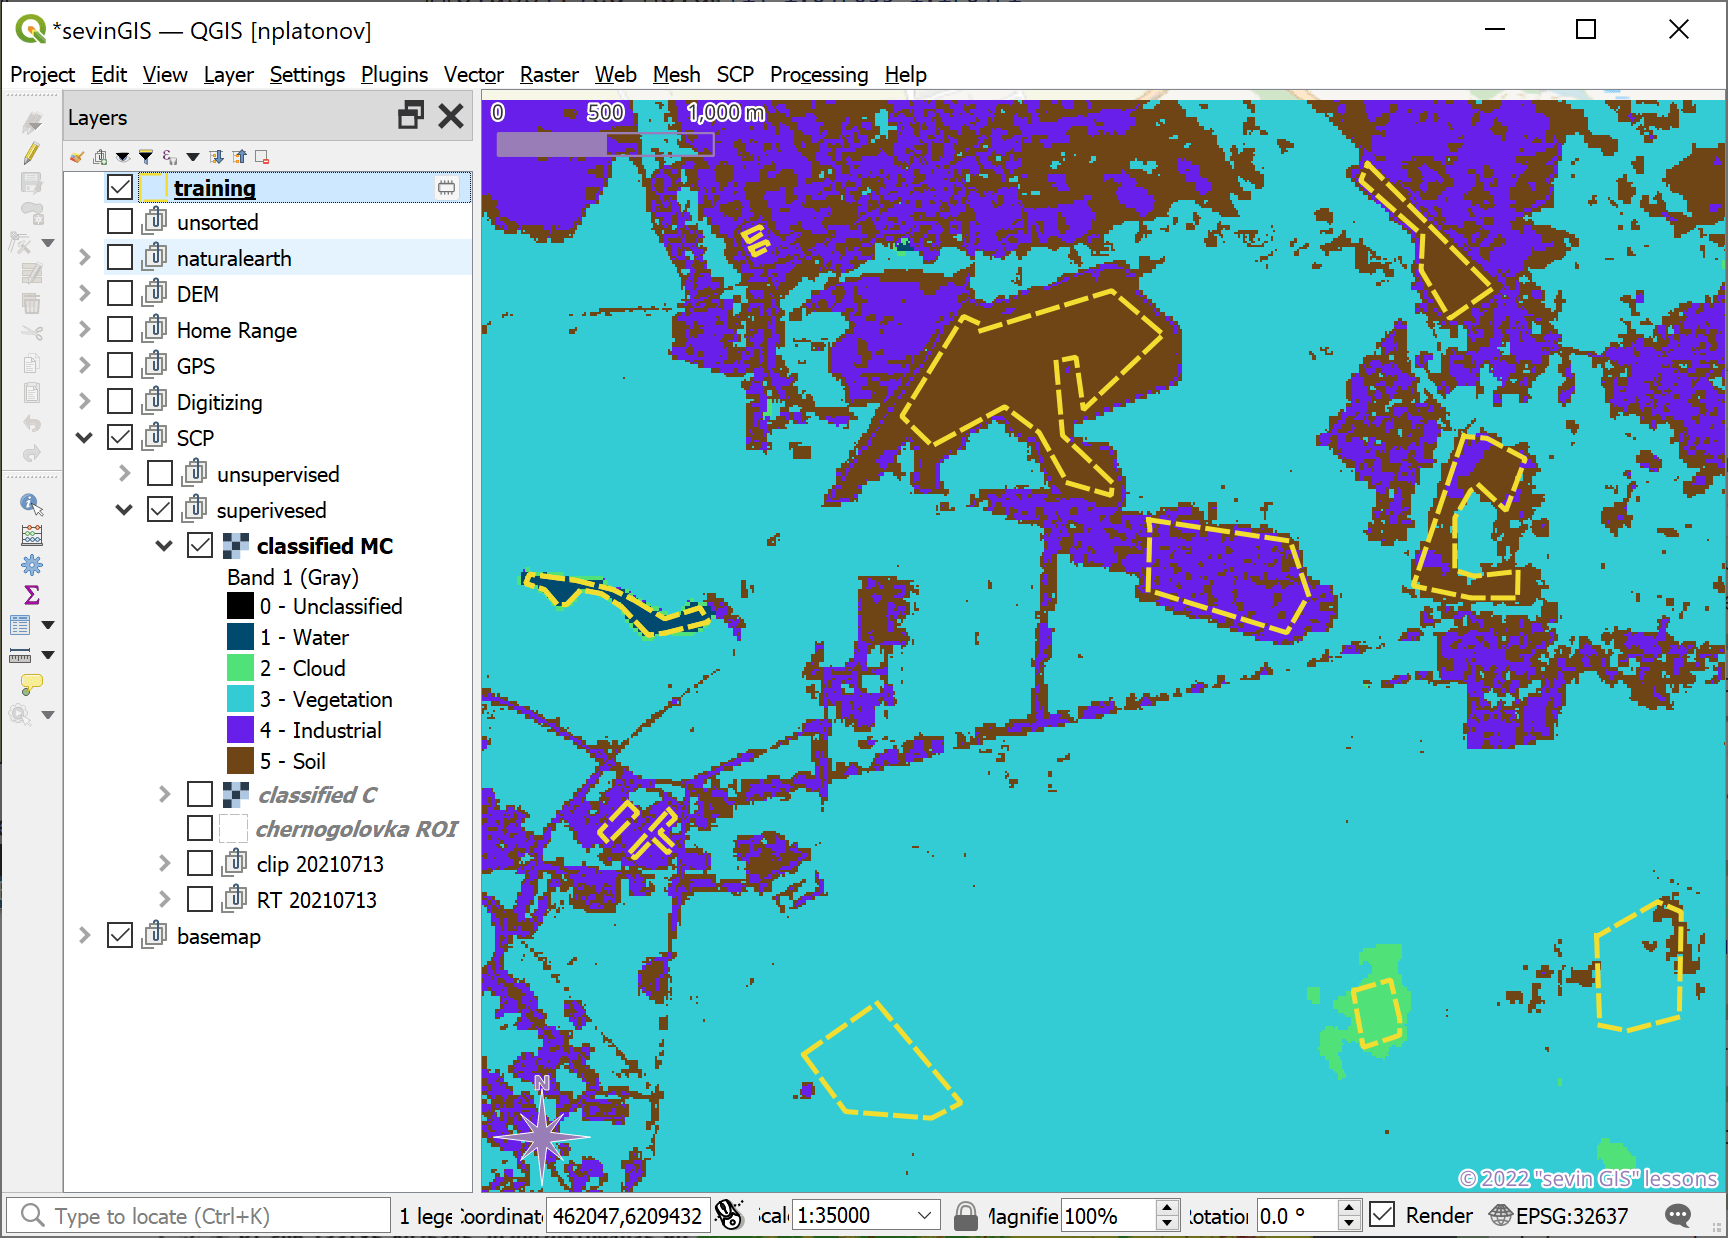 *sevinGIS — QGIS [nplatonov]
Project Edit View Layer Settings Plugins Vector Raster Web Mesh SCP Processing Help
Layers
training
unsorted
naturalearth
DEM
Home Range
GPS
Digitizing
SCP
unsupervised
superivesed
classified MC
Band 1 (Gray)
0 - Unclassified
1 - Water
2 - Cloud
3 - Vegetation
4 - Industrial
5 - Soil
classified C
chernogolovka ROI
clip 20210713
RT 20210713
basemap
0 500 1,000 m
N
© 2022 "sevin GIS" lessons
Type to locate (Ctrl+K) 1 lege Coordinate 462047,6209432 Scale 1:35000 Magnifie 100% Rotation 0.0 ° Render EPSG:32637